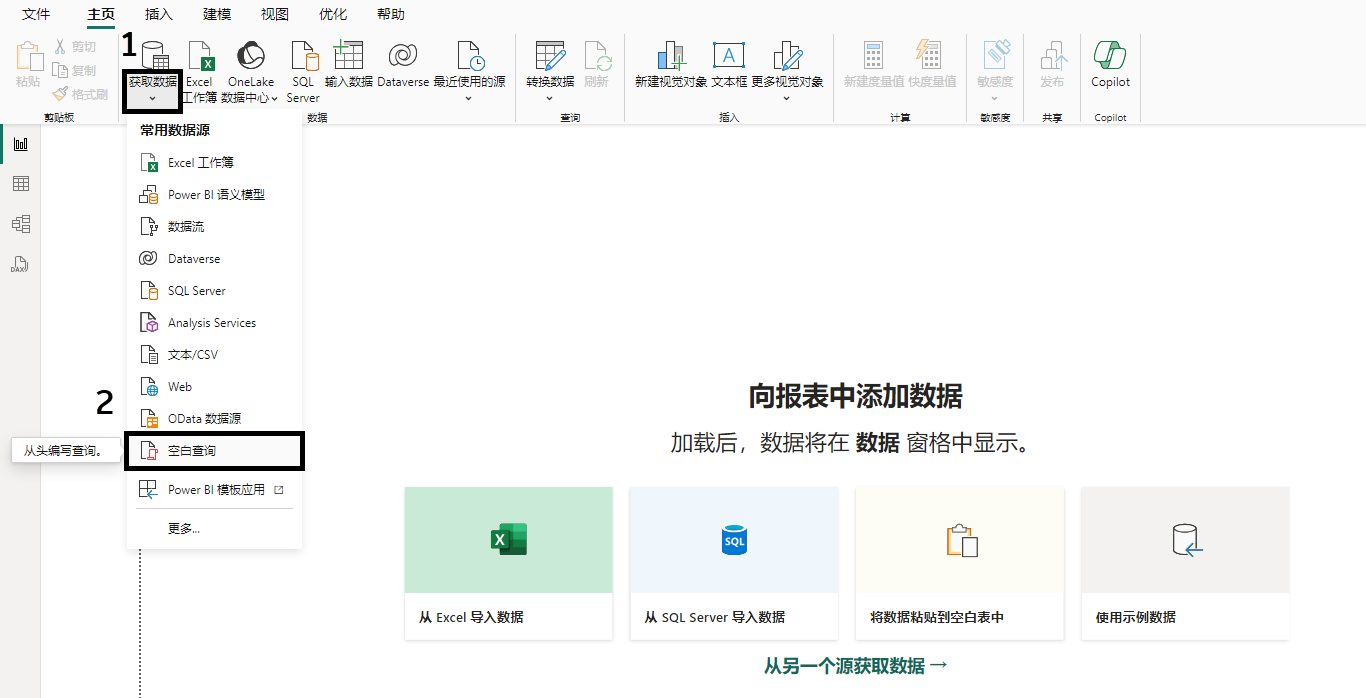 文件 主页 插入 建模 视图 优化 帮助
1
粘贴
剪切
复制
格式刷
剪贴板
获取数据
Excel
工作簿
OneLake
数据中心
SQL
Server
输入数据
Dataverse
最近使用的源
数据
转换数据
刷新
查询
新建视觉对象
文本框
更多视觉对象
A
插入
新建度量值
快度量值
计算
敏感度
敏感度
发布
共享
Copilot
Copilot
常用数据源
Excel 工作簿
Power BI 语义模型
数据流
Dataverse
SQL Server
Analysis Services
文本/CSV
Web
2
OData 数据源
从头编写查询。
空白查询
Power BI 模板应用
更多...
DAX
向报表中添加数据
加载后，数据将在 数据 窗格中显示。
X
SQL
从 Excel 导入数据
从 SQL Server 导入数据
将数据粘贴到空白表中
使用示例数据
从另一个源获取数据 →